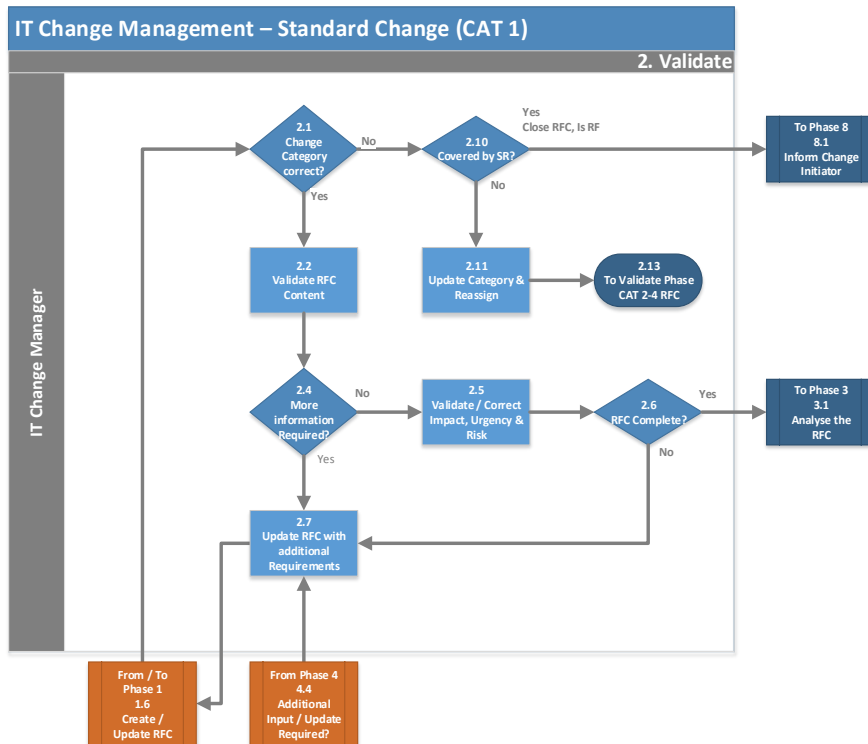 IT Change Management – Standard Change (CAT 1)
2. Validate
IT Change Manager
2.1
Change
Category
correct?
No
Yes
2.10
Covered by SR?
Yes
Close RFC, Is RF
No
To Phase 8
8.1
Inform Change
Initiator
2.2
Validate RFC
Content
2.11
Update Category &
Reassign
2.13
To Validate Phase
CAT 2-4 RFC
2.4
More
information
Required?
No
Yes
2.5
Validate / Correct
Impact, Urgency &
Risk
2.6
RFC Complete?
Yes
No
To Phase 3
3.1
Analyse the
RFC
2.7
Update RFC with
additional
Requirements
From / To
Phase 1
1.6
Create /
Update RFC
From Phase 4
4.4
Additional
Input / Update
Required?